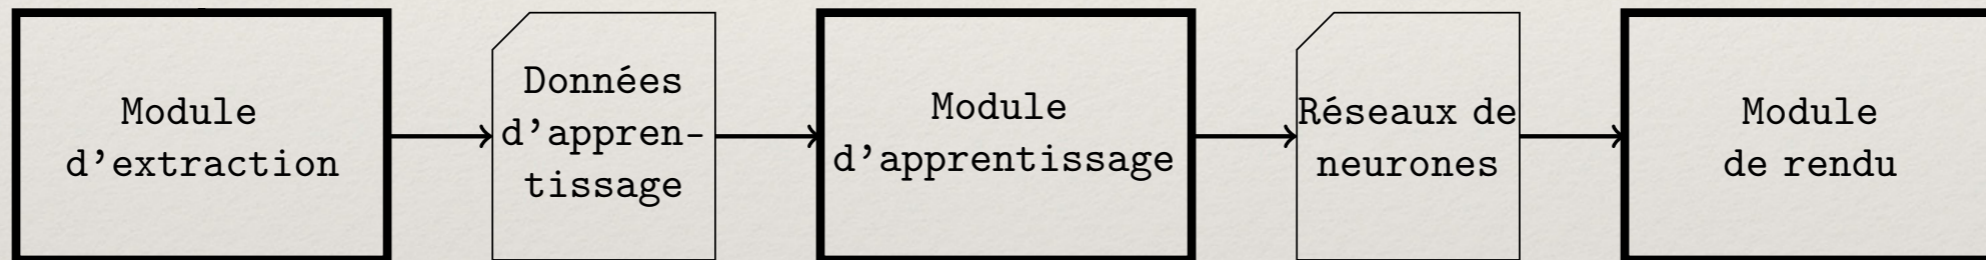 Module
d'extraction
Données
d'appren-
tissage
Module
d'apprentissage
Réseaux de
neurones
Module
de rendu